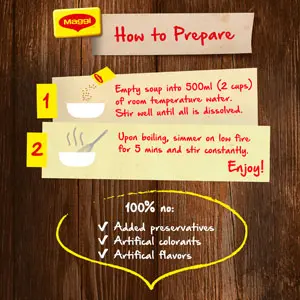 Maggi
How to Prepare
1
Empty soup into 500ml (2 cups)
of room temperature water.
Stir well until all is dissolved.
2
Upon boiling, simmer on low fire
for 5 mins and stir constantly.
Enjoy!
100% no:
✓ Added preservatives
✓ Artifical colorants
✓ Artifical flavors